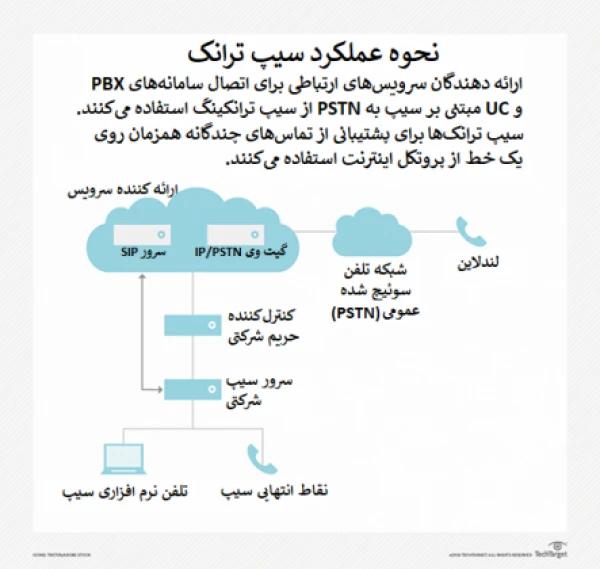 نحوه عملکرد سیپ ترانک
ارائه دهندگان سرویس‌های ارتباطی برای اتصال سامانه‌های PBX
و UC مبتنی بر سیپ به PSTN از سیپ ترانکینگ استفاده می‌کنند.
سیپ ترانک‌ها برای پشتیبانی از تماس‌های چندگانه همزمان روی
یک خط از پروتکل اینترنت استفاده می‌کنند.
ارائه کننده سرویس
گیت وی IP/PSTN
سرور SIP
لندلاین
شبکه تلفن
سوئیچ شده
عمومی (PSTN)
کنترل‌کننده
حریم شرکتی
سرور سیپ
شرکتی
نقاط انتهایی سیپ
تلفن نرم افزاری سیپ
TechTarget